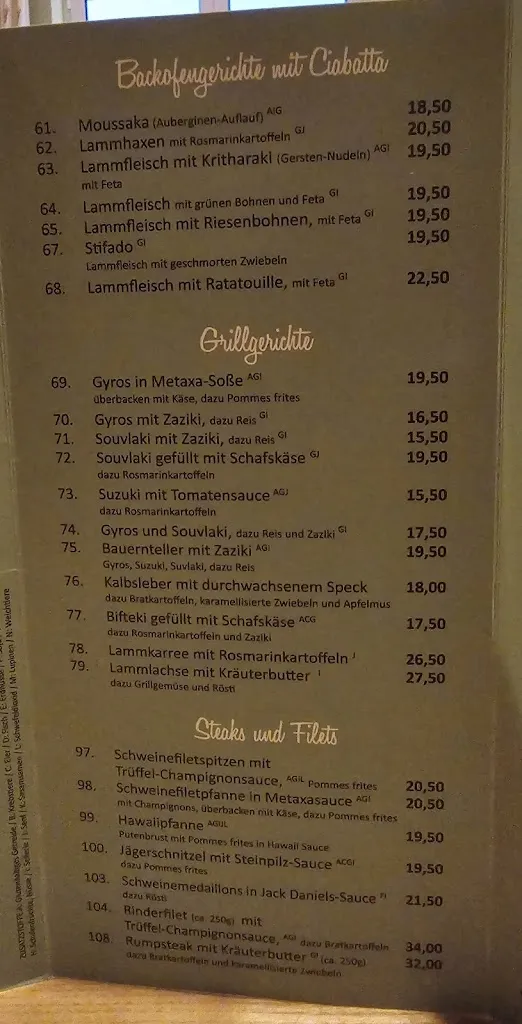 Backofengerichte mit Ciabatta
61. Moussaka (Auberginen-Auflauf) AIG 18,50
62. Lammhaxen mit Rosmarinkartoffeln GJ 20,50
63. Lammfleisch mit Kritharaki (Gersten-Nudeln) AGI 19,50
mit Feta
64. Lammfleisch mit grünen Bohnen und Feta GI 19,50
65. Lammfleisch mit Riesenbohnen, mit Feta GI 19,50
67. Stifado GI 19,50
Lammfleisch mit geschmorten Zwiebeln
68. Lammfleisch mit Ratatouille, mit Feta GI 22,50
Grillgerichte
69. Gyros in Metaxa-Soße AGI 19,50
überbacken mit Käse, dazu Pommes frites
70. Gyros mit Zaziki, dazu Reis GI 16,50
71. Souvlaki mit Zaziki, dazu Reis GI 15,50
72. Souvlaki gefüllt mit Schafskäse GJ 19,50
dazu Rosmarinkartoffeln
73. Suzuki mit Tomatensauce AGJ 15,50
dazu Rosmarinkartoffeln
74. Gyros und Souvlaki, dazu Reis und Zaziki GI 17,50
75. Bauernteller mit Zaziki AGI 19,50
Gyros, Suzuki, Suvlaki, dazu Reis
76. Kalbsleber mit durchwachsenem Speck 18,00
dazu Bratkartoffeln, karamellisierte Zwiebeln und Apfelmus
77. Bifteki gefüllt mit Schafskäse ACG 17,50
dazu Rosmarinkartoffeln und Zaziki
78. Lammkarree mit Rosmarinkartoffeln J 26,50
79. Lammlachse mit Kräuterbutter I 27,50
dazu Grillgemüse und Rösti
Steaks und Filets
97. Schweinefiletspitzen mit
Trüffel-Champignonsauce, AGIL Pommes frites 20,50
98. Schweinefiletpfanne in Metaxasauce AGI 20,50
mit Champignons, überbacken mit Käse, dazu Pommes frites
99. Hawaiipfanne AGIJL 19,50
Putenbrust mit Pommes frites in Hawaii Sauce
100. Jägerschnitzel mit Steinpilz-Sauce ACGI 19,50
dazu Pommes frites
103. Schweinemedaillons in Jack Daniels-Sauce 21,50
dazu Rösti
104. Rinderfilet (ca. 250g) mit
Trüffel-Champignonsauce, AGI dazu Bratkartoffeln 34,00
108. Rumpsteak mit Kräuterbutter GI (ca. 250g) 32,00
dazu Bratkartoffeln und karamellisierte Zwiebeln